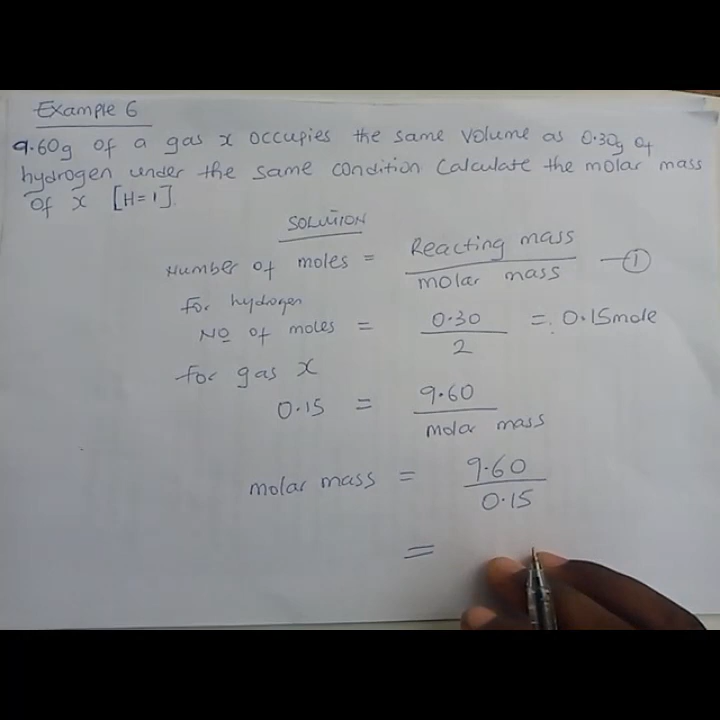 Example 6
9.60g of a gas x occupies the same volume as 0.30g of
hydrogen under the same condition Calculate the molar mass
of x [H=1].
SOLUTION
Number of moles = Reacting mass / molar mass — ①
For hydrogen
No of moles = 0.30 / 2 = 0.15mole
for gas x
0.15 = 9.60 / molar mass
molar mass = 9.60 / 0.15
=